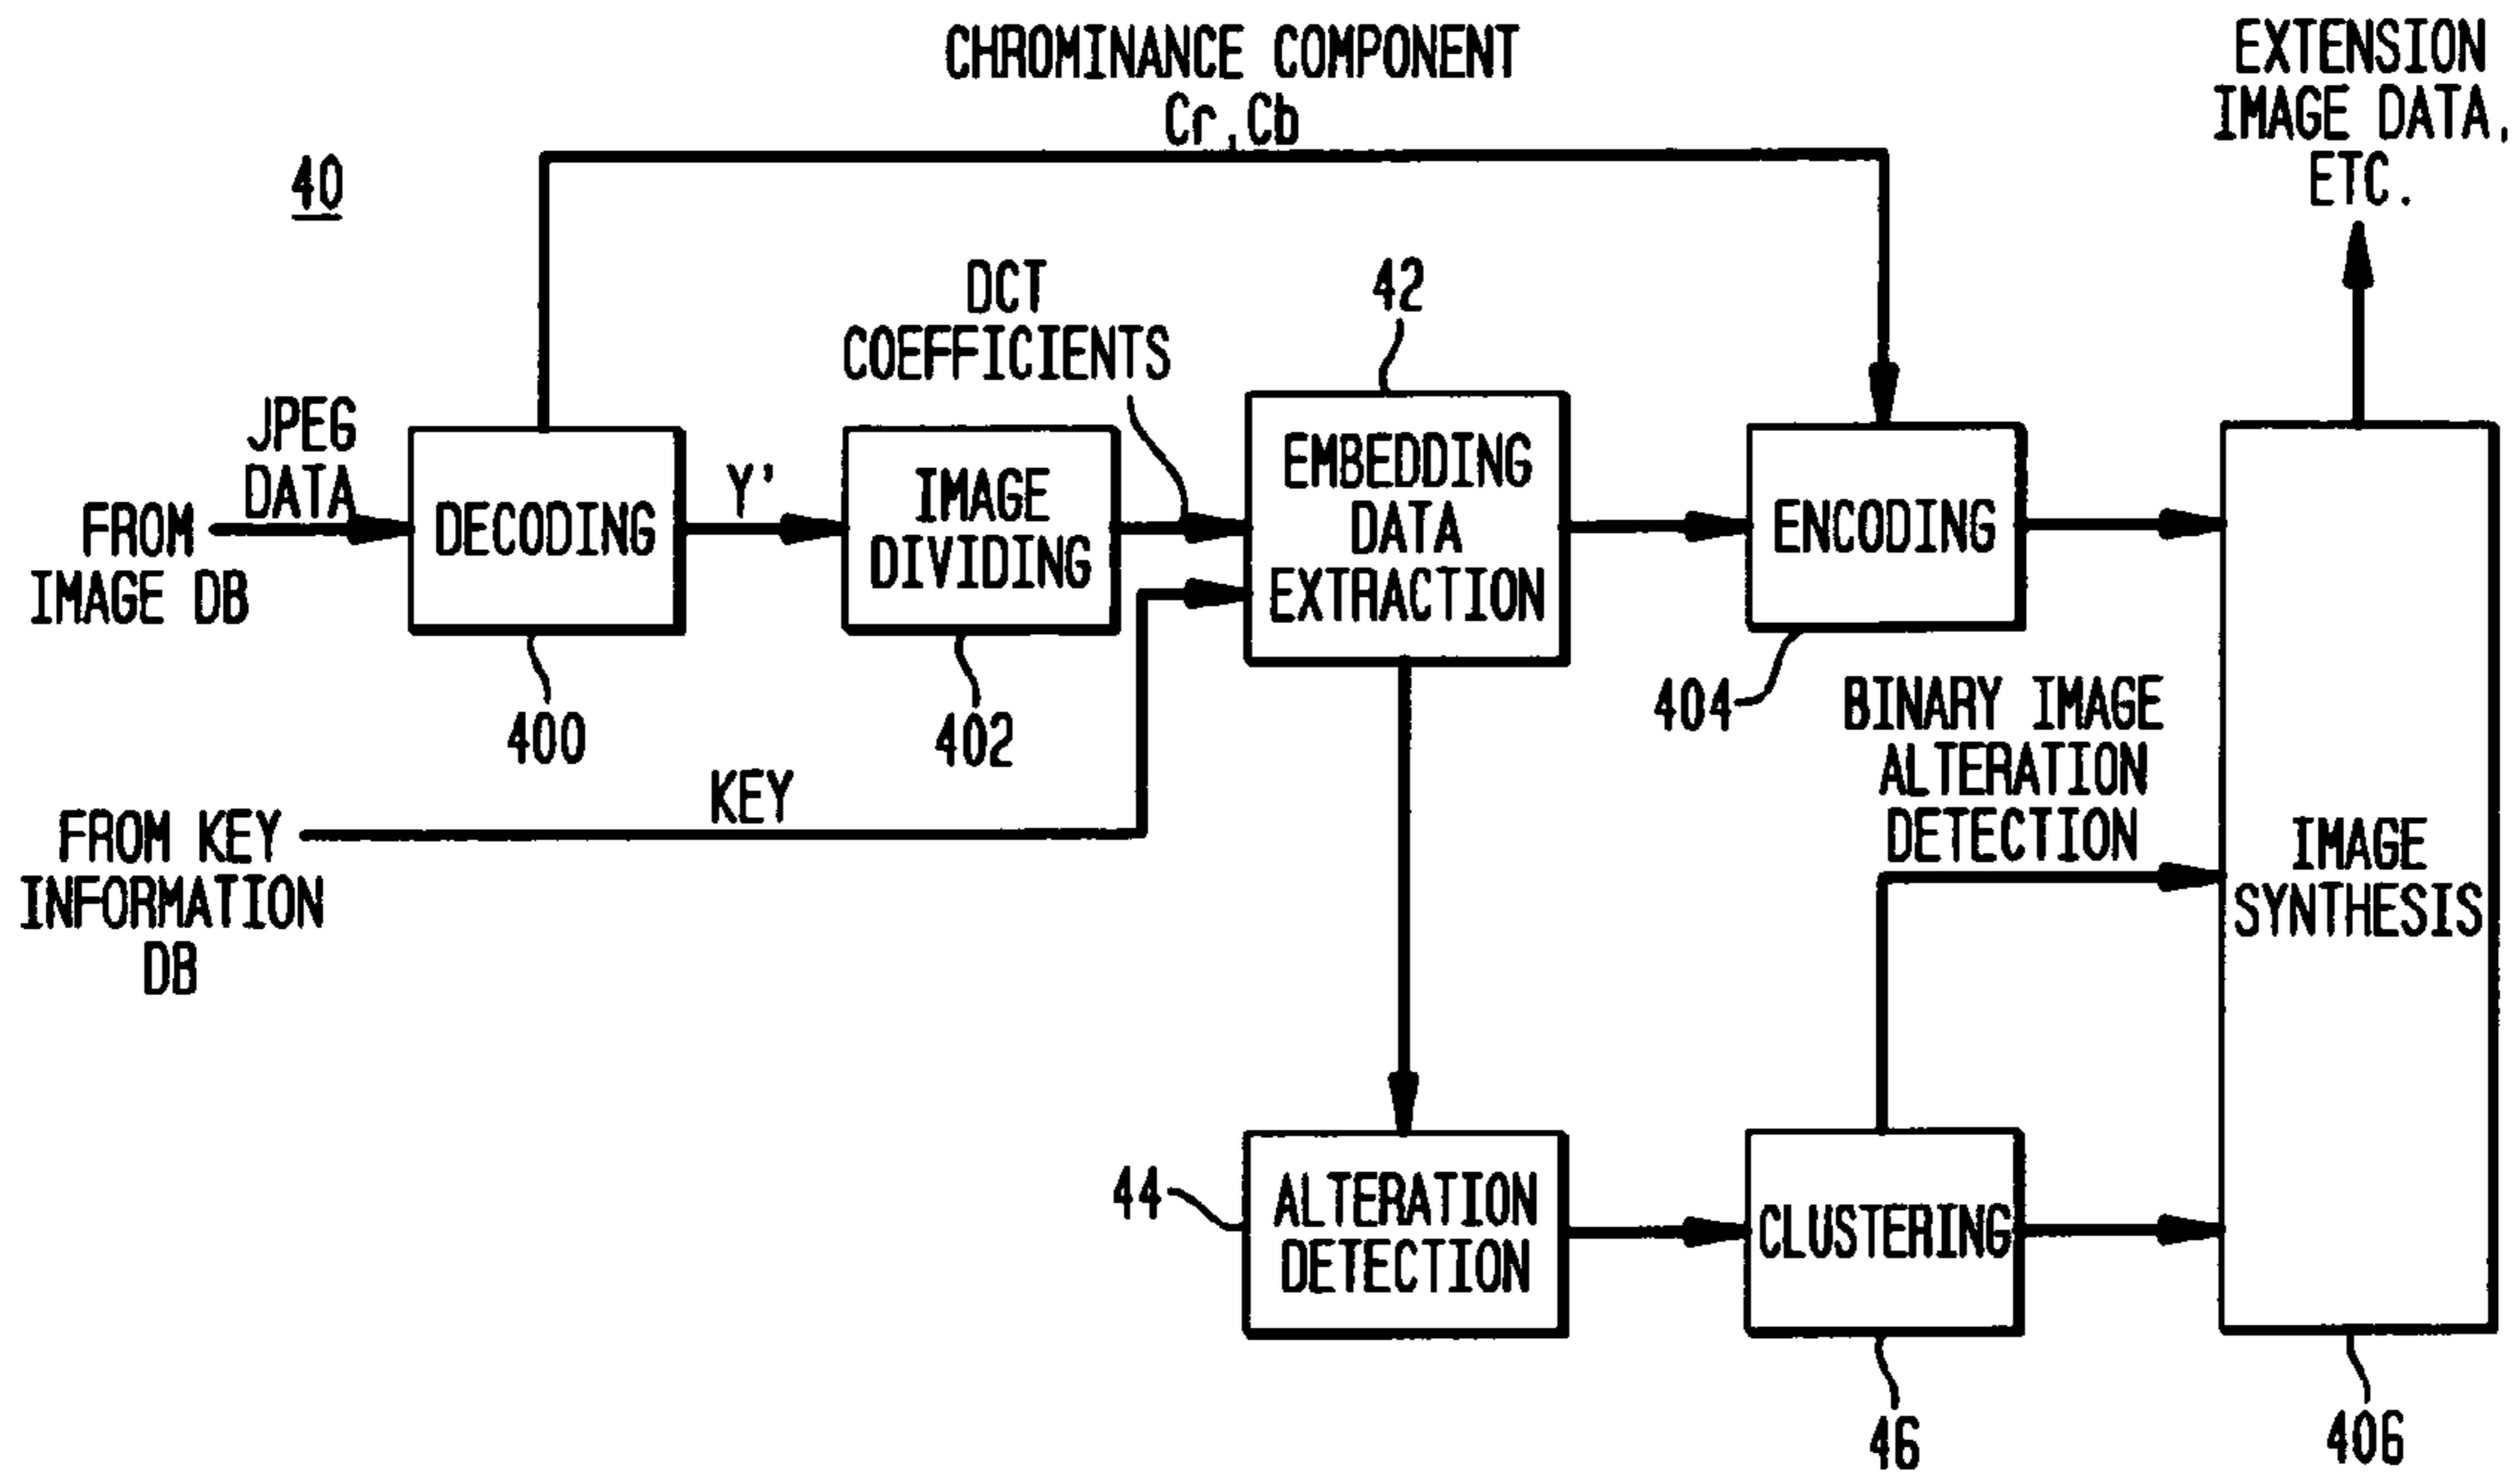 CHROMINANCE COMPONENT
Cr, Cb
EXTENSION
IMAGE DATA,
ETC.
40
DCT
COEFFICIENTS
42
JPEG
DATA
FROM
IMAGE DB
DECODING
Y'
IMAGE
DIVIDING
EMBEDDING
DATA
EXTRACTION
ENCODING
400
402
404
BINARY IMAGE
ALTERATION
DETECTION
KEY
FROM KEY
INFORMATION
DB
IMAGE
SYNTHESIS
44
ALTERATION
DETECTION
CLUSTERING
46
406